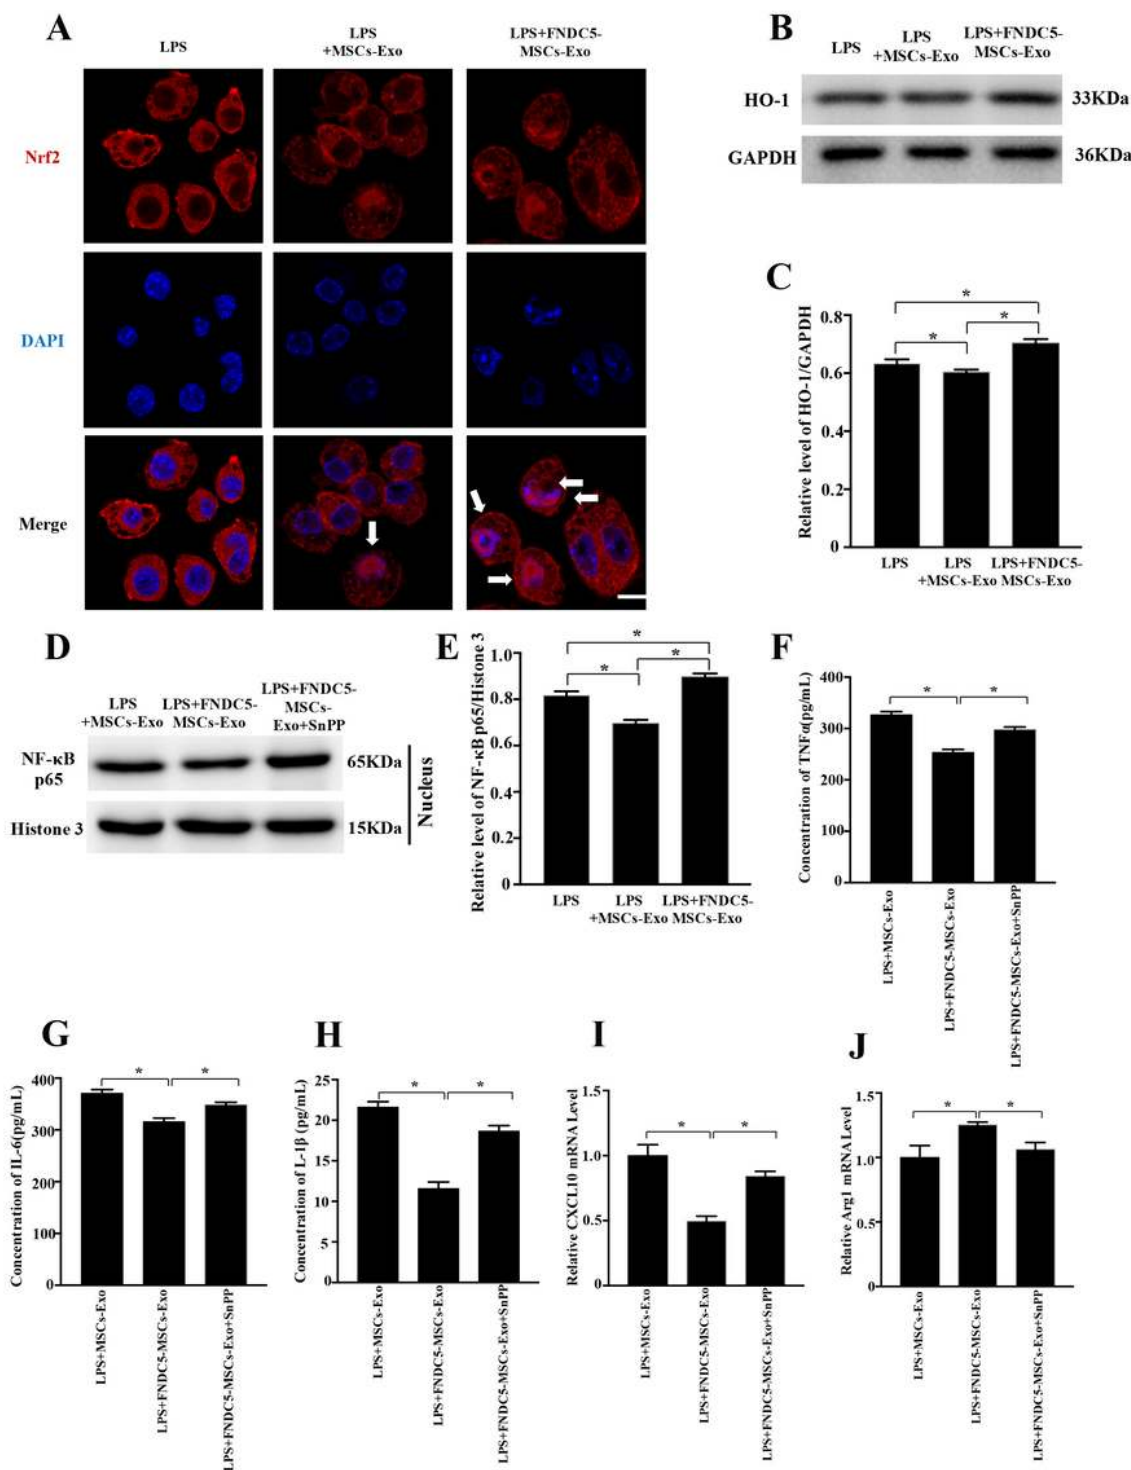 A
LPS
LPS
+MSCs-Exo
LPS+FNDC5-
MSCs-Exo
Nrf2
DAPI
Merge
B
LPS
LPS
+MSCs-Exo
LPS+FNDC5-
MSCs-Exo
HO-1
33KDa
GAPDH
36KDa
C
Relative level of HO-1/GAPDH
0.8
0.6
0.4
0.2
0
*
*
*
LPS
LPS
+MSCs-Exo
LPS+FNDC5-
MSCs-Exo
D
LPS
+MSCs-Exo
LPS+FNDC5-
MSCs-Exo
LPS+FNDC5-
MSCs-
Exo+SnPP
NF-κB
p65
65KDa
Histone 3
15KDa
Nucleus
E
Relative level of NF-κB p65/Histone 3
1.0
0.8
0.6
0.4
0.2
0
*
*
*
LPS
LPS
+MSCs-Exo
LPS+FNDC5-
MSCs-Exo
F
Concentration of TNFα(pg/mL)
400
300
200
100
0
*
*
LPS+MSCs-Exo
LPS+FNDC5-MSCs-Exo
LPS+FNDC5-MSCs-Exo+SnPP
G
Concentration of IL-6(pg/mL)
400
300
200
100
0
*
*
LPS+MSCs-Exo
LPS+FNDC5-MSCs-Exo
LPS+FNDC5-MSCs-Exo+SnPP
H
Concentration of L-1β (pg/mL)
25
20
15
10
5
0
*
*
LPS+MSCs-Exo
LPS+FNDC5-MSCs-Exo
LPS+FNDC5-MSCs-Exo+SnPP
I
Relative CXCL10 mRNA Level
1.5
1.0
0.5
0
*
*
LPS+MSCs-Exo
LPS+FNDC5-MSCs-Exo
LPS+FNDC5-MSCs-Exo+SnPP
J
Relative Arg1 mRNA Level
1.5
1.0
0.5
0
*
*
LPS+MSCs-Exo
LPS+FNDC5-MSCs-Exo
LPS+FNDC5-MSCs-Exo+SnPP